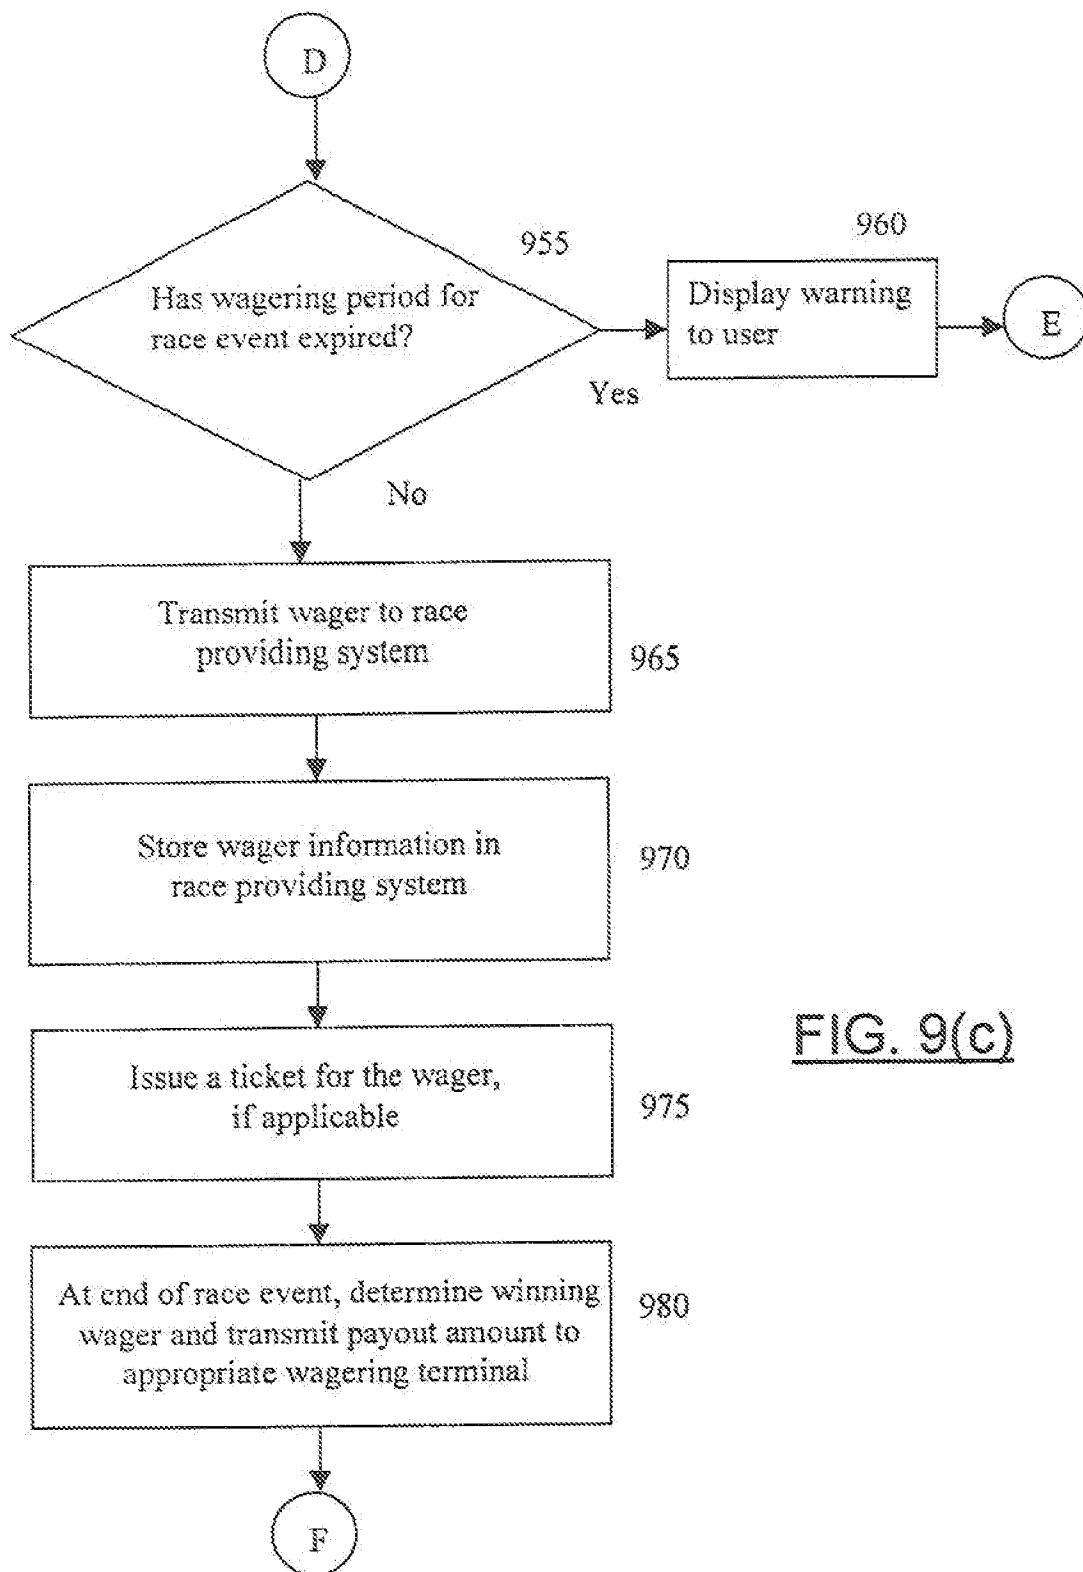 D
955
960
Has wagering period for
race event expired?
Display warning
to user
E
Yes
No
Transmit wager to race
providing system
965
Store wager information in
race providing system
970
FIG. 9(c)
Issue a ticket for the wager,
if applicable
975
At end of race event, determine winning
wager and transmit payout amount to
appropriate wagering terminal
980
F